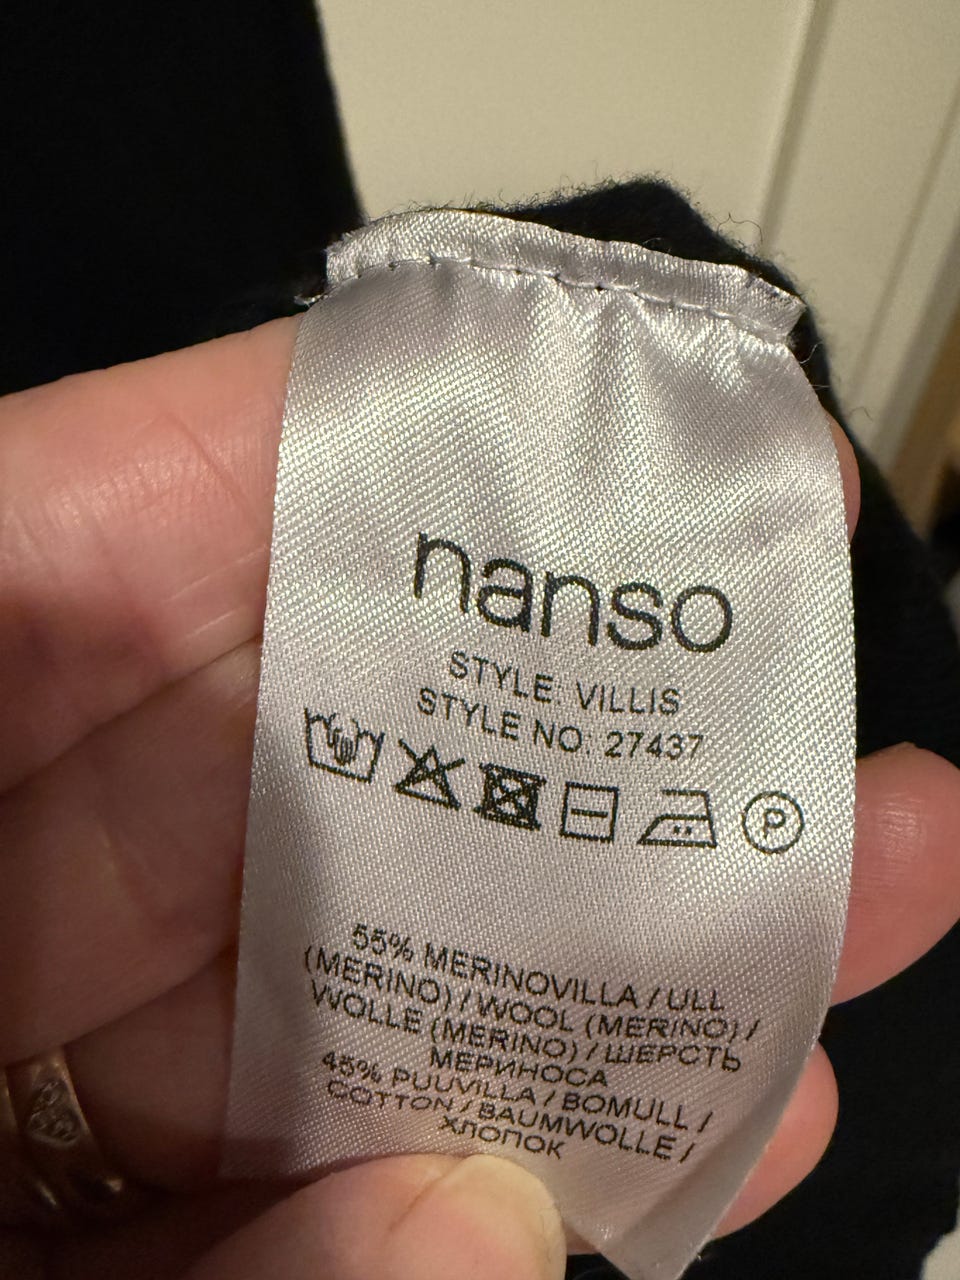 nanso
STYLE: VILLIS
STYLE NO: 27437
P
55% MERINOVILLA / ULL
(MERINO) / WOOL (MERINO) /
WOLLE (MERINO) / ШЕРСТЬ
МЕРИНОСА
45% PUUVILLA / BOMULL /
COTTON / BAUMWOLLE /
ХЛОПОК